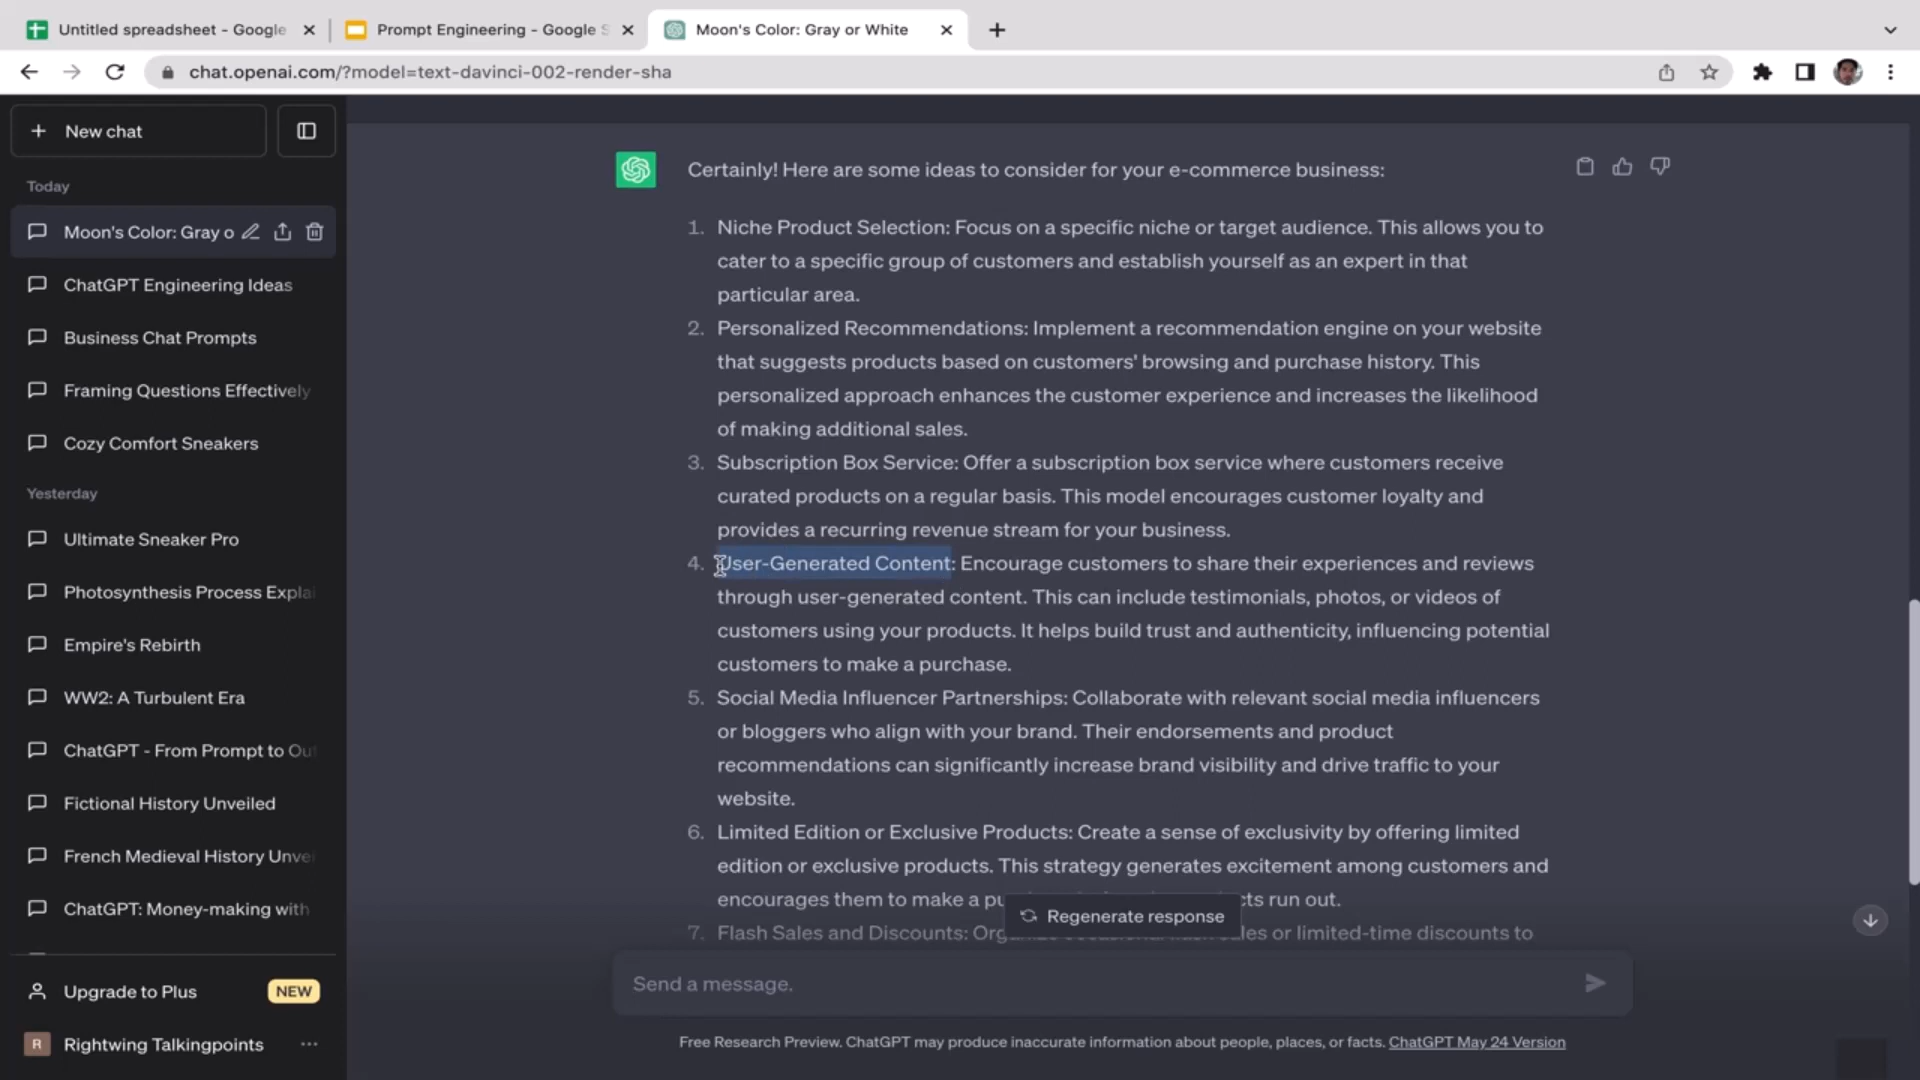 Untitled spreadsheet - Google
Prompt Engineering - Google S
Moon's Color: Gray or White
chat.openai.com/?model=text-davinci-002-render-sha
New chat
Today
Moon's Color: Gray o
ChatGPT Engineering Ideas
Business Chat Prompts
Framing Questions Effectively
Cozy Comfort Sneakers
Yesterday
Ultimate Sneaker Pro
Photosynthesis Process Explai
Empire's Rebirth
WW2: A Turbulent Era
ChatGPT - From Prompt to Ou
Fictional History Unveiled
French Medieval History Unve
ChatGPT: Money-making with
Upgrade to Plus
NEW
R
Rightwing Talkingpoints
Certainly! Here are some ideas to consider for your e-commerce business:
1. Niche Product Selection: Focus on a specific niche or target audience. This allows you to
cater to a specific group of customers and establish yourself as an expert in that
particular area.
2. Personalized Recommendations: Implement a recommendation engine on your website
that suggests products based on customers' browsing and purchase history. This
personalized approach enhances the customer experience and increases the likelihood
of making additional sales.
3. Subscription Box Service: Offer a subscription box service where customers receive
curated products on a regular basis. This model encourages customer loyalty and
provides a recurring revenue stream for your business.
4. User-Generated Content: Encourage customers to share their experiences and reviews
through user-generated content. This can include testimonials, photos, or videos of
customers using your products. It helps build trust and authenticity, influencing potential
customers to make a purchase.
5. Social Media Influencer Partnerships: Collaborate with relevant social media influencers
or bloggers who align with your brand. Their endorsements and product
recommendations can significantly increase brand visibility and drive traffic to your
website.
6. Limited Edition or Exclusive Products: Create a sense of exclusivity by offering limited
edition or exclusive products. This strategy generates excitement among customers and
encourages them to make a pu cts run out.
Regenerate response
7. Flash Sales and Discounts: les or limited-time discounts to
Send a message.
Free Research Preview. ChatGPT may produce inaccurate information about people, places, or facts. ChatGPT May 24 Version